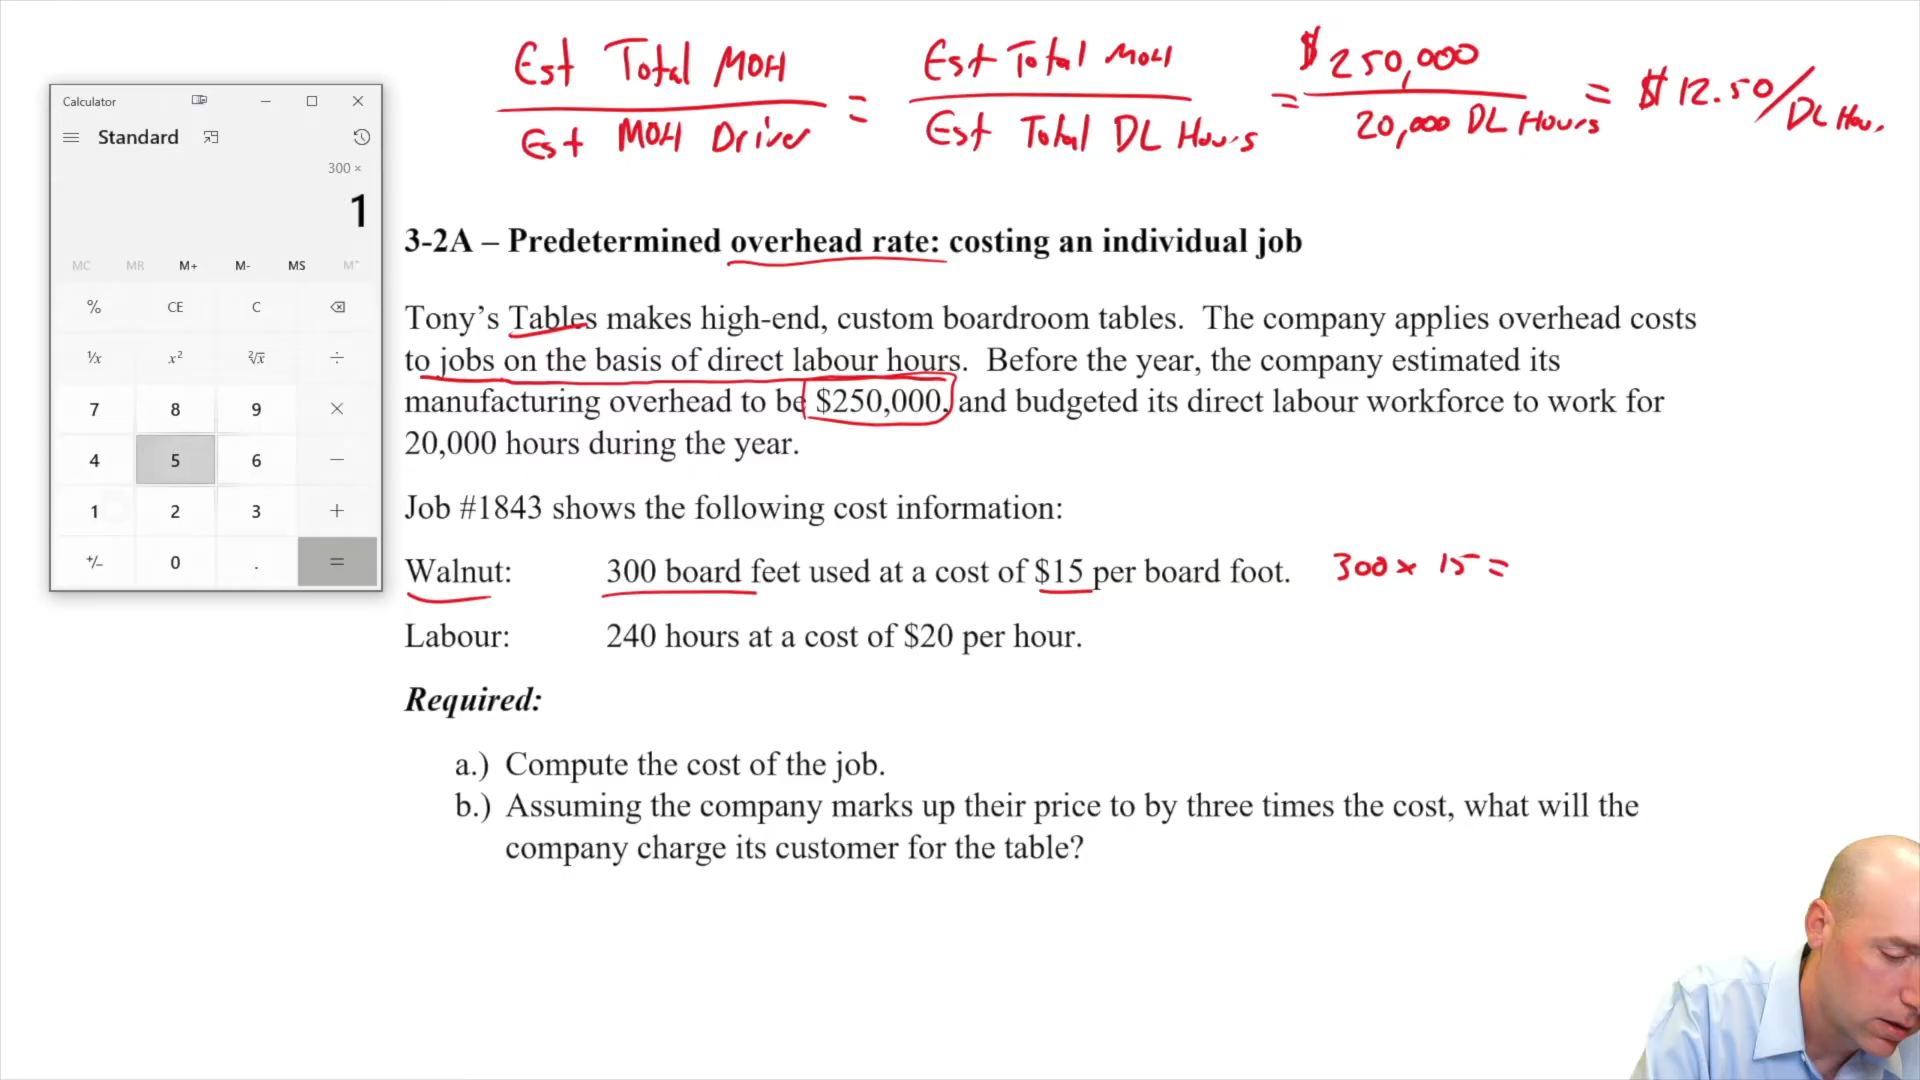 Est Total MOH = Est Total MOH = $250,000 = $12.50/DL Hou.
Est MOH Driver Est Total DL Hours 20,000 DL Hours
Calculator
Standard
300 ×
1
MC MR M+ M- MS M˅
% CE C
¹/x x² ²√x ÷
7 8 9 ×
4 5 6 −
1 2 3 +
+/− 0 . =
3-2A – Predetermined overhead rate: costing an individual job
Tony’s Tables makes high-end, custom boardroom tables. The company applies overhead costs
to jobs on the basis of direct labour hours. Before the year, the company estimated its
manufacturing overhead to be $250,000, and budgeted its direct labour workforce to work for
20,000 hours during the year.
Job #1843 shows the following cost information:
Walnut: 300 board feet used at a cost of $15 per board foot. 300 × 15 =
Labour: 240 hours at a cost of $20 per hour.
Required:
a.) Compute the cost of the job.
b.) Assuming the company marks up their price to by three times the cost, what will the
company charge its customer for the table?